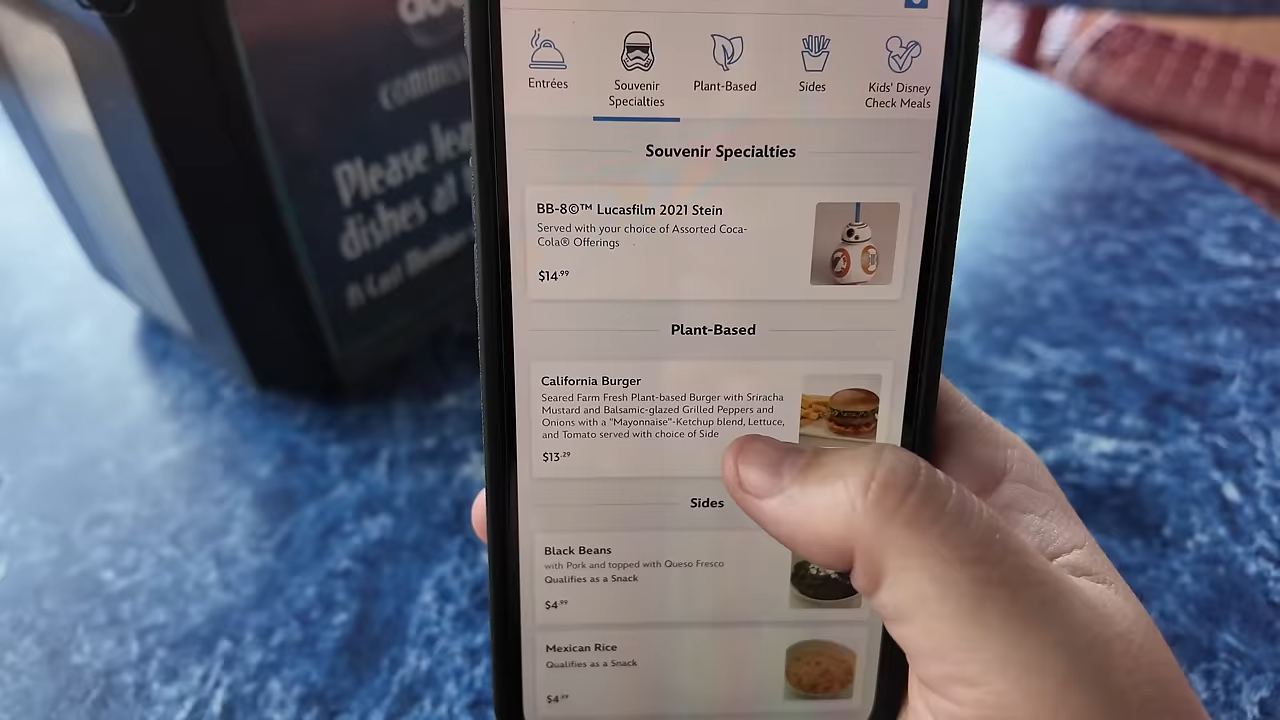 commis
Please lea
dishes at
Entrées
Souvenir
Specialties
Plant-Based
Sides
Kids' Disney
Check Meals
Souvenir Specialties
BB-8©™ Lucasfilm 2021 Stein
Served with your choice of Assorted Coca-
Cola® Offerings
$14.99
Plant-Based
California Burger
Seared Farm Fresh Plant-based Burger with Sriracha
Mustard and Balsamic-glazed Grilled Peppers and
Onions with a "Mayonnaise"-Ketchup blend, Lettuce,
and Tomato served with choice of Side
$13.29
Sides
Black Beans
with Pork and topped with Queso Fresco
Qualifies as a Snack
$4.99
Mexican Rice
Qualifies as a Snack